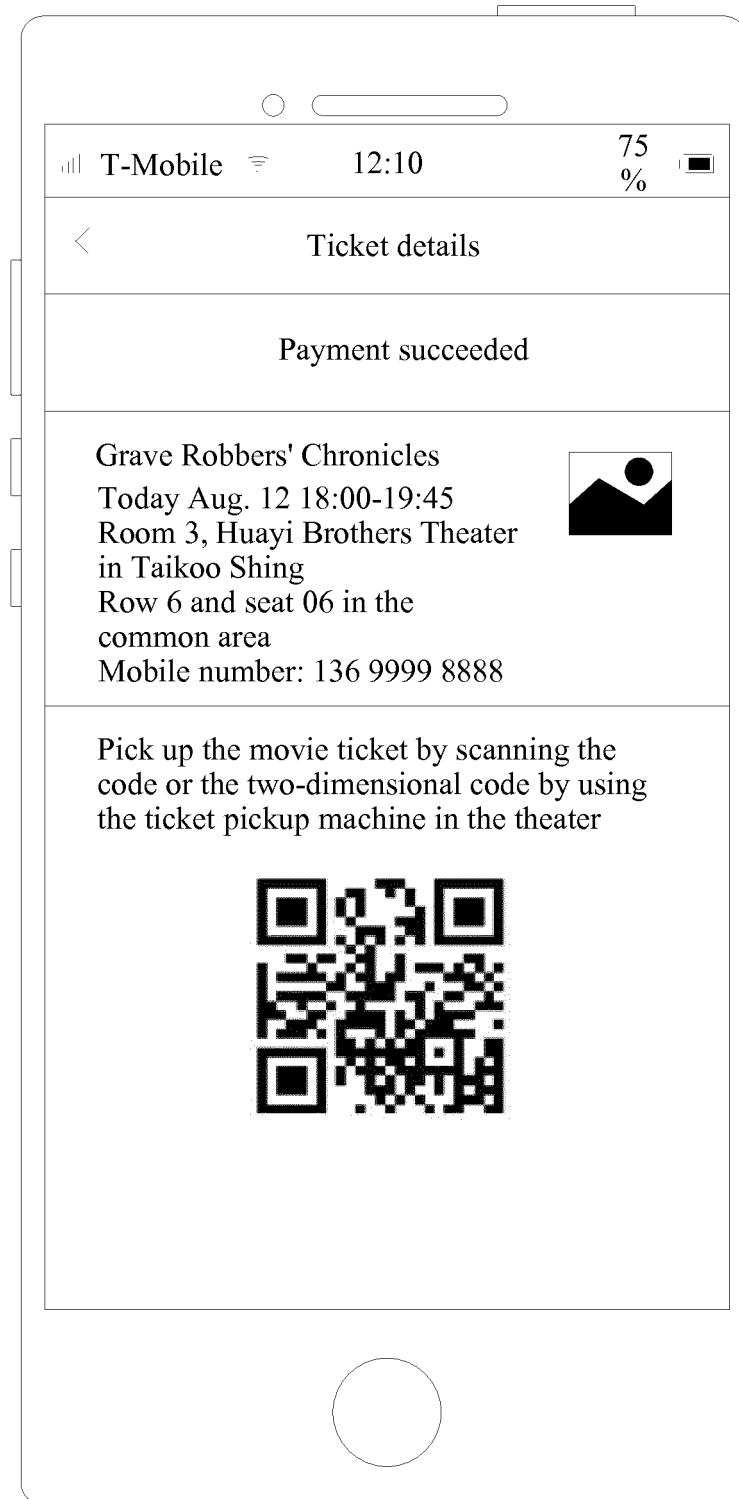 T-Mobile 12:10 75
%
Ticket details
Payment succeeded
Grave Robbers' Chronicles
Today Aug. 12 18:00-19:45
Room 3, Huayi Brothers Theater
in Taikoo Shing
Row 6 and seat 06 in the
common area
Mobile number: 136 9999 8888
Pick up the movie ticket by scanning the
code or the two-dimensional code by using
the ticket pickup machine in the theater